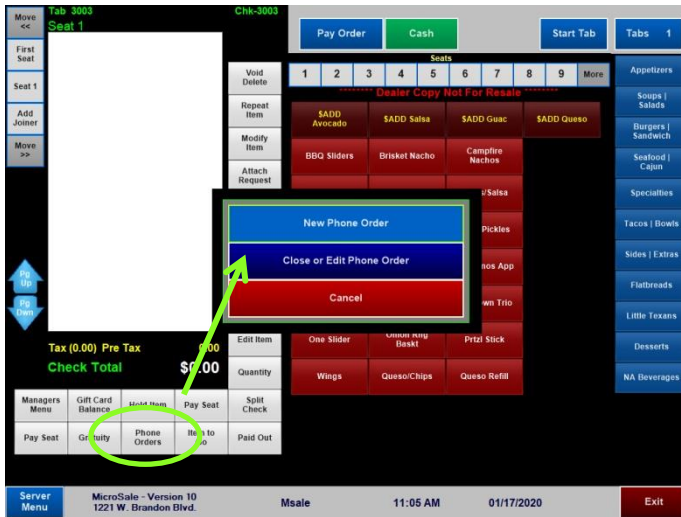 Move
<<
Tab 3003
Seat 1
Chk-3003
Pay Order
Cash
Start Tab
Tabs 1
First
Seat
Seat 1
Add
Joiner
Move
>>
Void
Delete
Repeat
Item
Modify
Item
Attach
Request
Seats
1 2 3 4 5 6 7 8 9 More
******** Dealer Copy Not For Resale ********
$ADD
Avocado
$ADD Salsa
$ADD Guac
$ADD Queso
BBQ Sliders
Brisket Nacho
Campfire
Nachos
/Salsa
Pickles
App
Trio
One Slider
Baskt
Prtzl Stick
Wings
Queso/Chips
Queso Refill
Appetizers
Soups |
Salads
Burgers |
Sandwich
Seafood |
Cajun
Specialties
Tacos | Bowls
Sides | Extras
Flatbreads
Little Texans
Desserts
NA Beverages
New Phone Order
Close or Edit Phone Order
Cancel
Pg
Up
Pg
Dwn
Tax (0.00) Pre Tax 0.00
Check Total $0.00
Edit Item
Quantity
Managers
Menu
Gift Card
Balance
Hold Item
Pay Seat
Split
Check
Pay Seat
Gratuity
Phone
Orders
Item to
Go
Paid Out
Server
Menu
MicroSale - Version 10
1221 W. Brandon Blvd.
Msale
11:05 AM
01/17/2020
Exit